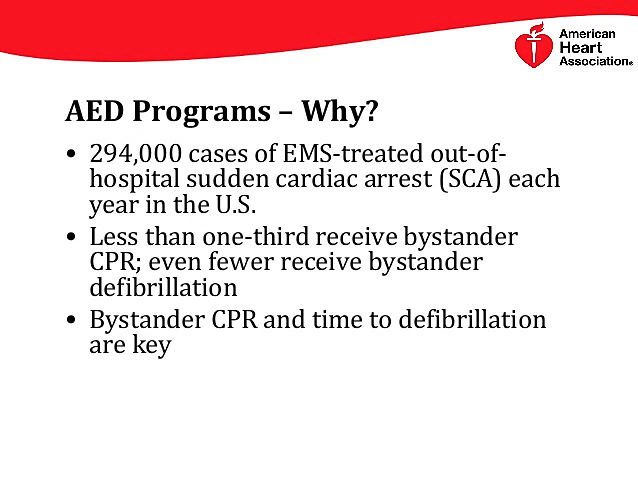 American
Heart
Association®
AED Programs – Why?
• 294,000 cases of EMS-treated out-of-
hospital sudden cardiac arrest (SCA) each
year in the U.S.
• Less than one-third receive bystander
CPR; even fewer receive bystander
defibrillation
• Bystander CPR and time to defibrillation
are key